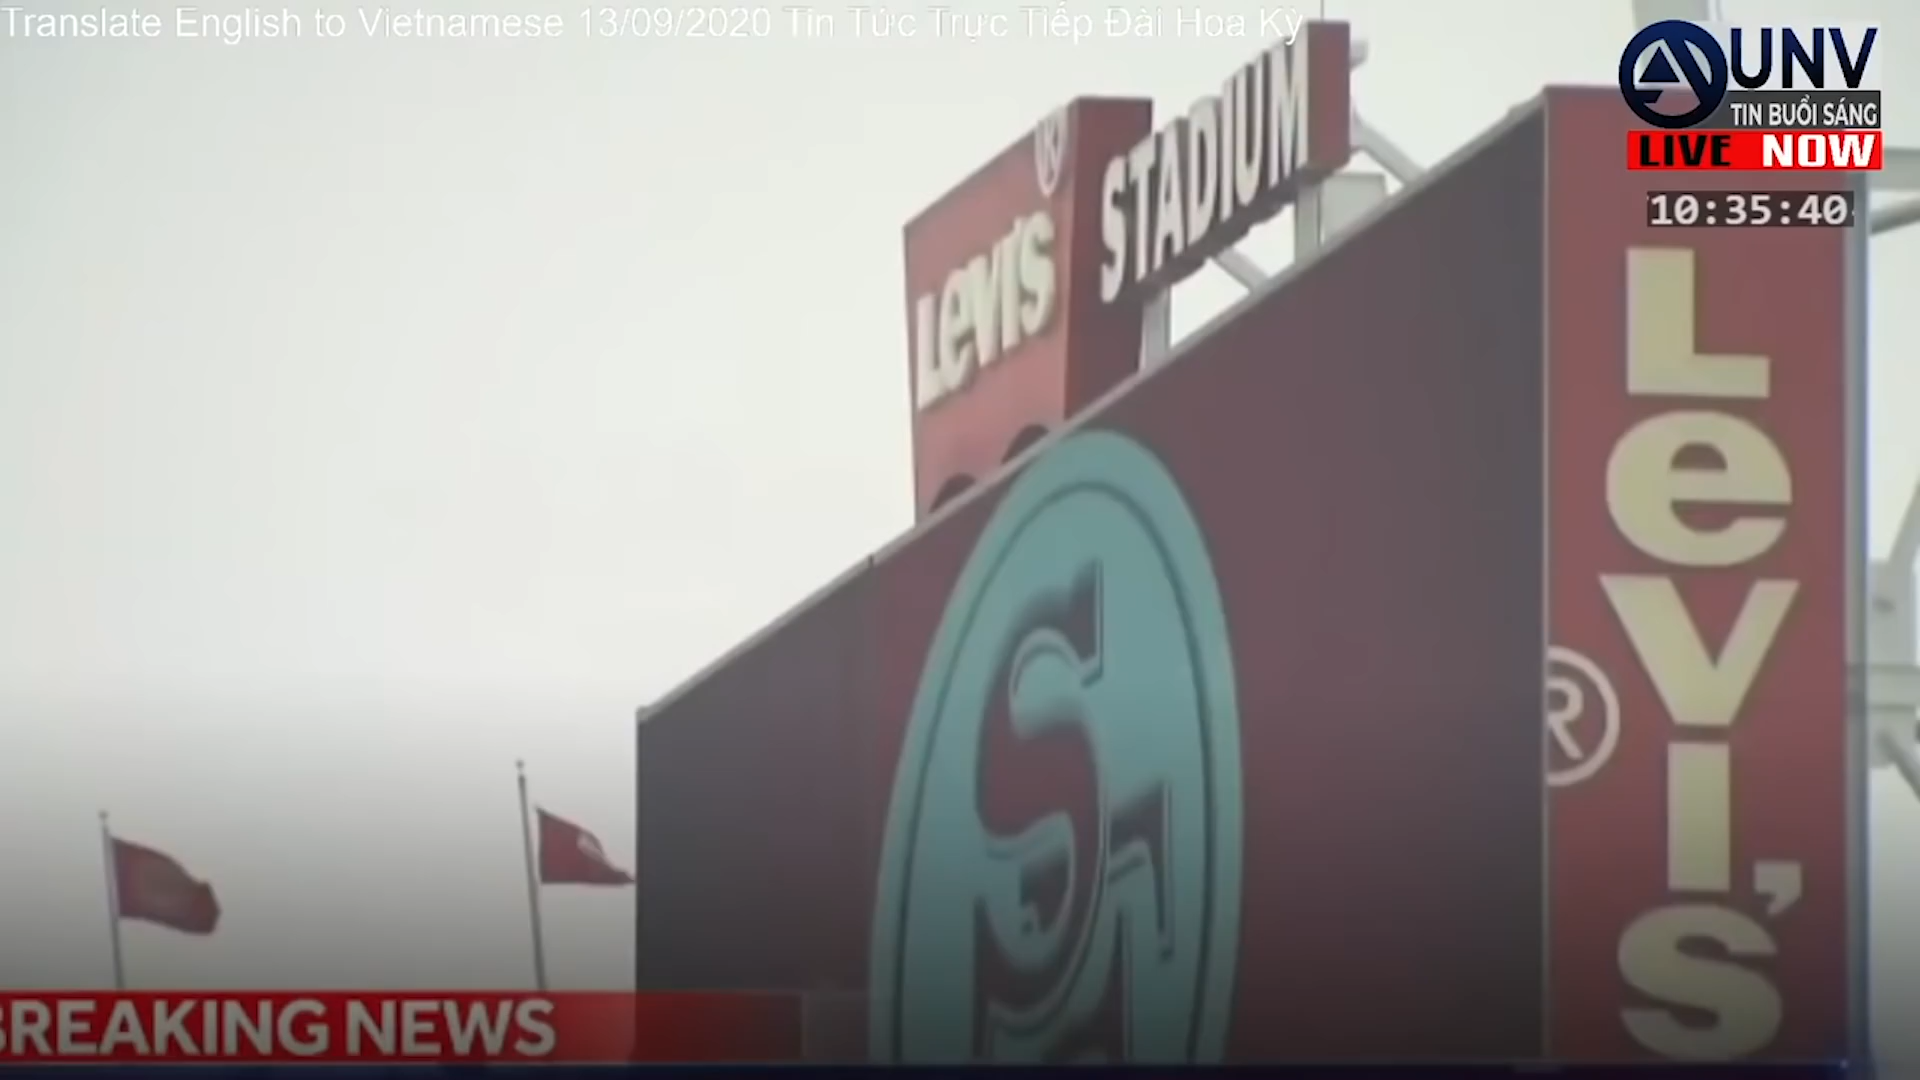 Translate English to Vietnamese 13/09/2020 Tin Tức Trực Tiếp Đài Hoa Kỳ
UNV
TIN BUỔI SÁNG
LIVE NOW
10:35:40
LEVI'S®
STADIUM
LeVI'S
®
SF
BREAKING NEWS